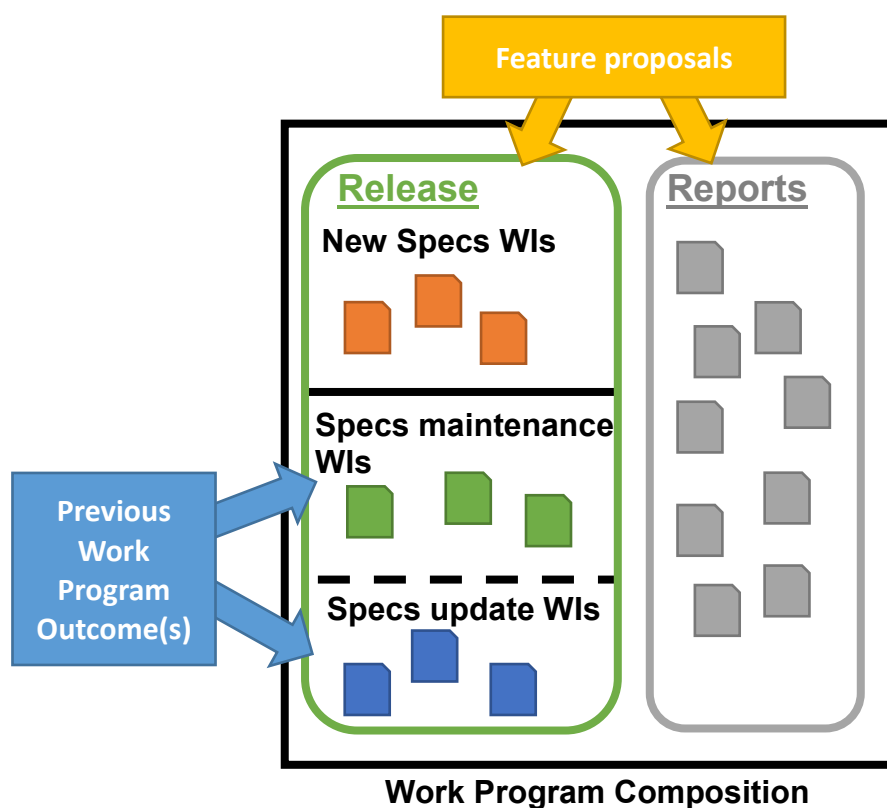 Feature proposals
Release
Reports
New Specs WIs
Specs maintenance
WIs
Previous
Work
Program
Outcome(s)
Specs update WIs
Work Program Composition